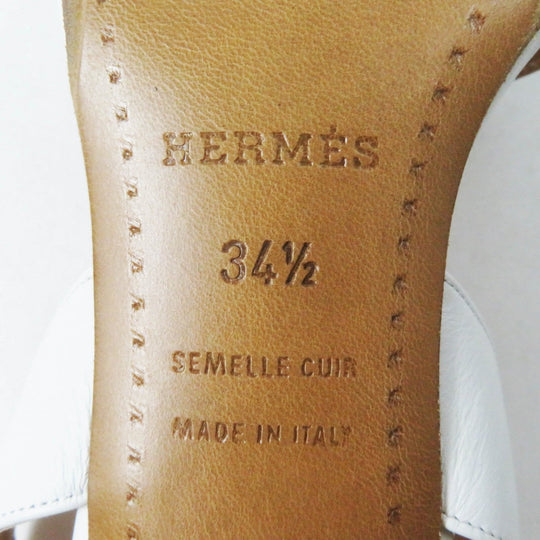 HERMÈS
34½
SEMELLE CUIR
MADE IN ITALY